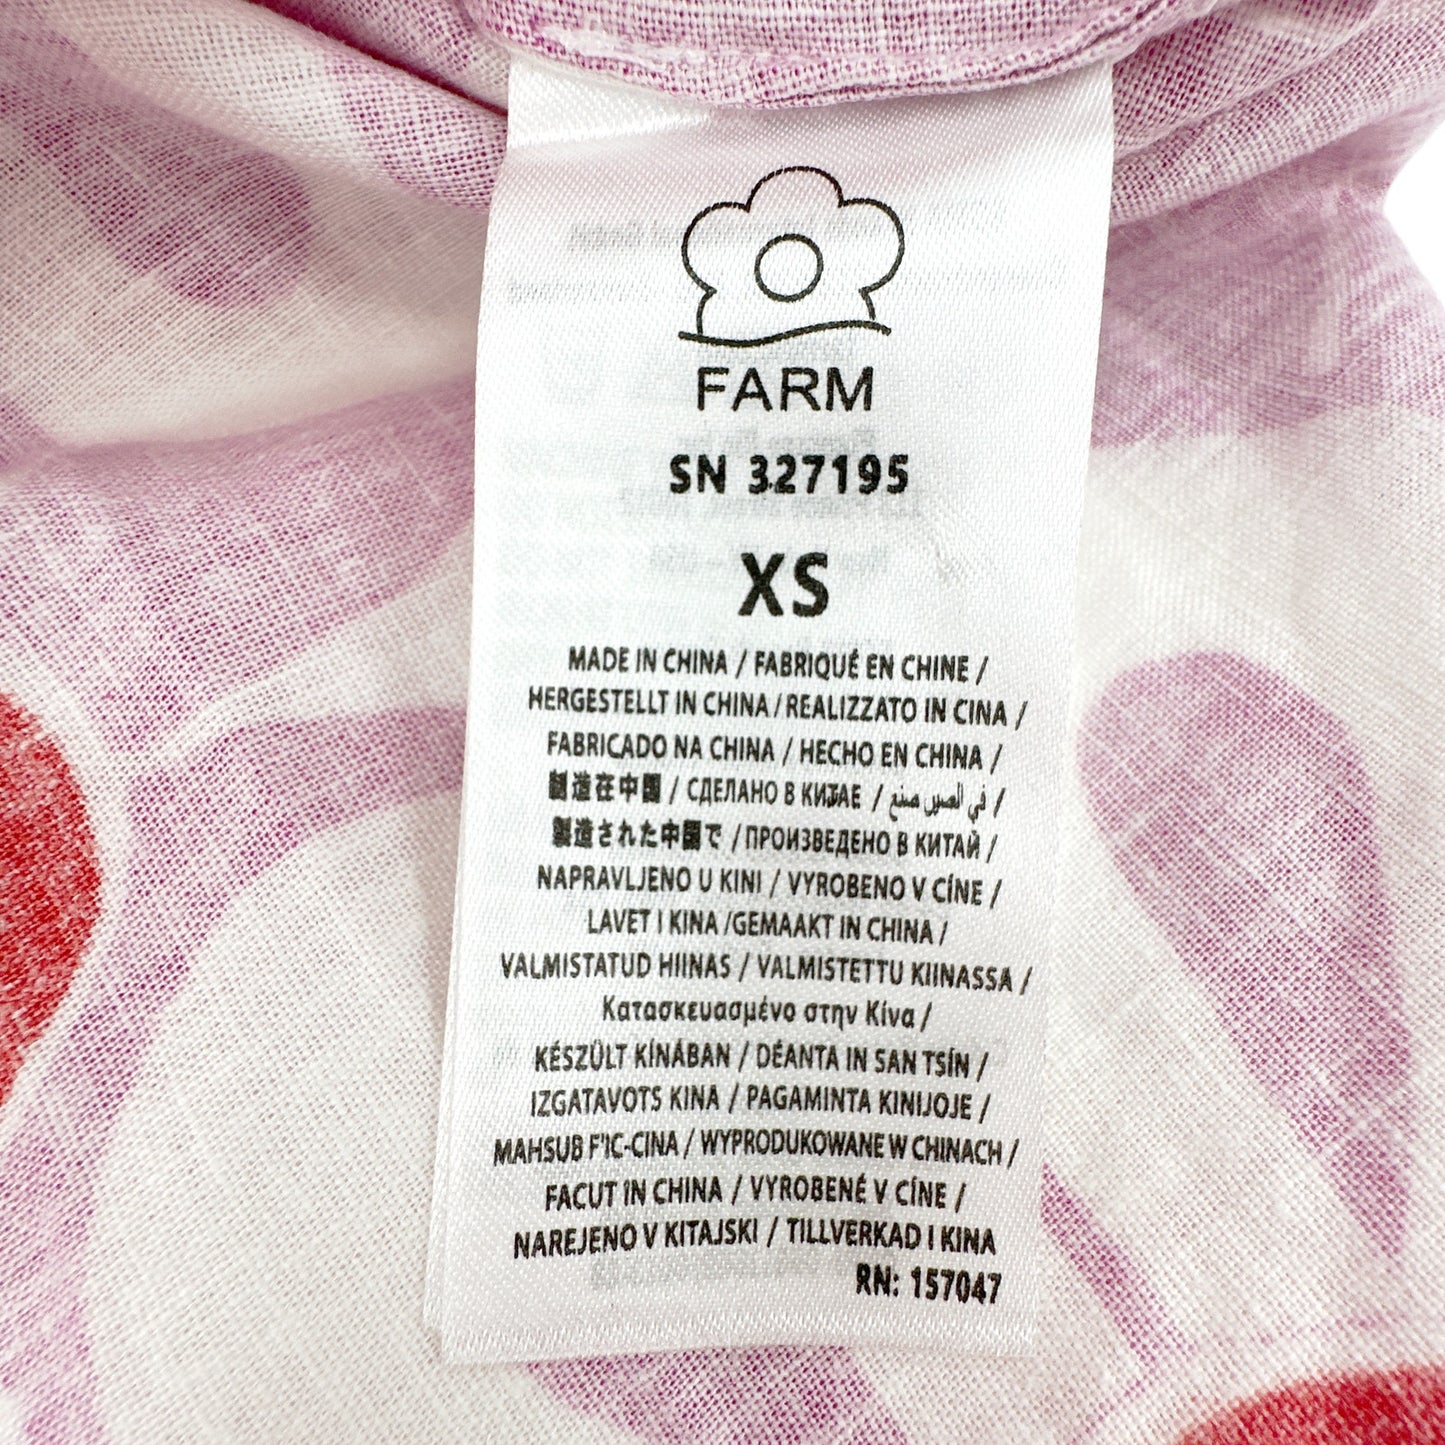 FARM
SN 327195
XS
MADE IN CHINA / FABRIQUÉ EN CHINE /
HERGESTELLT IN CHINA / REALIZZATO IN CINA /
FABRICADO NA CHINA / HECHO EN CHINA /
製造在中國 / СДЕЛАНО В КИТАЕ / في الصين صنع /
製造された中国で / ПРОИЗВЕДЕНО В КИТАЙ /
NAPRAVLJENO U KINI / VYROBENO V CÍNE /
LAVET I KINA /GEMAAKT IN CHINA /
VALMISTATUD HIINAS / VALMISTETTU KIINASSA /
Κατασκευασμένο στην Κίνα /
KÉSZÜLT KÍNÁBAN / DÉANTA IN SAN TSÍN /
IZGATAVOTS KINA / PAGAMINTA KINIJOJE /
MAHSUB F'IC-CINA / WYPRODUKOWANE W CHINACH /
FACUT IN CHINA / VYROBENÉ V CÍNE /
NAREJENO V KITAJSKI / TILLVERKAD I KINA
RN: 157047